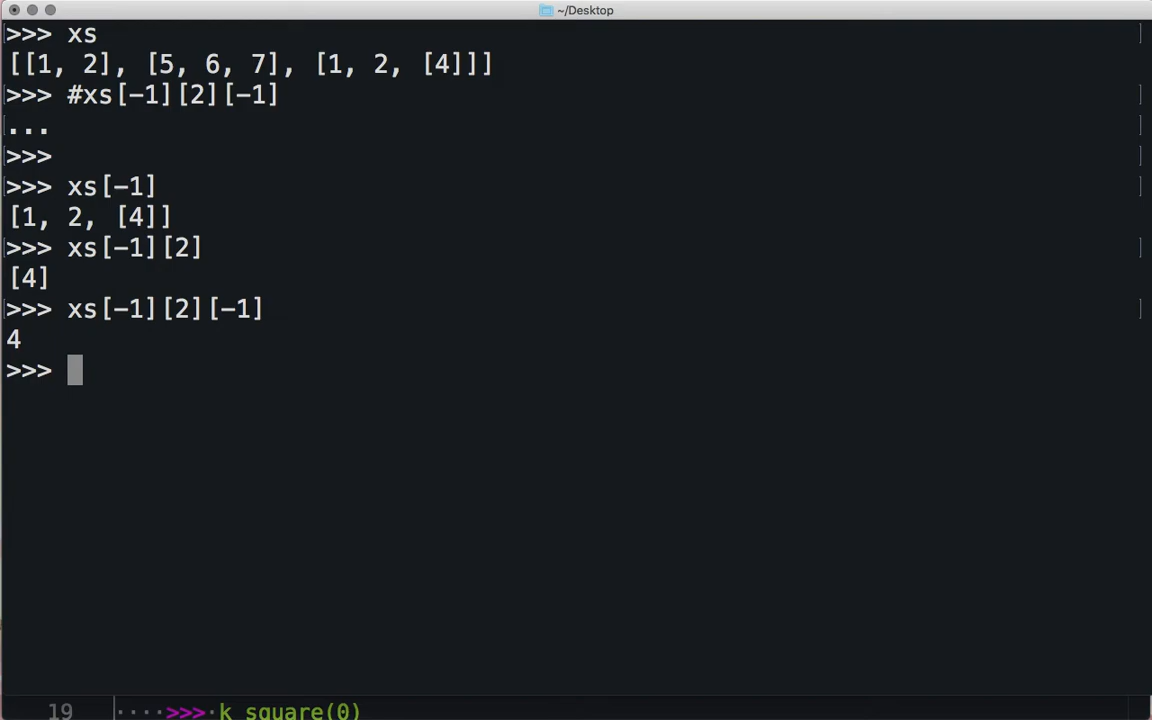 ~/Desktop
>>> xs
[[1, 2], [5, 6, 7], [1, 2, [4]]]
>>> #xs[-1][2][-1]
...
>>>
>>> xs[-1]
[1, 2, [4]]
>>> xs[-1][2]
[4]
>>> xs[-1][2][-1]
4
>>>
19 ····>>>·k_square(0)